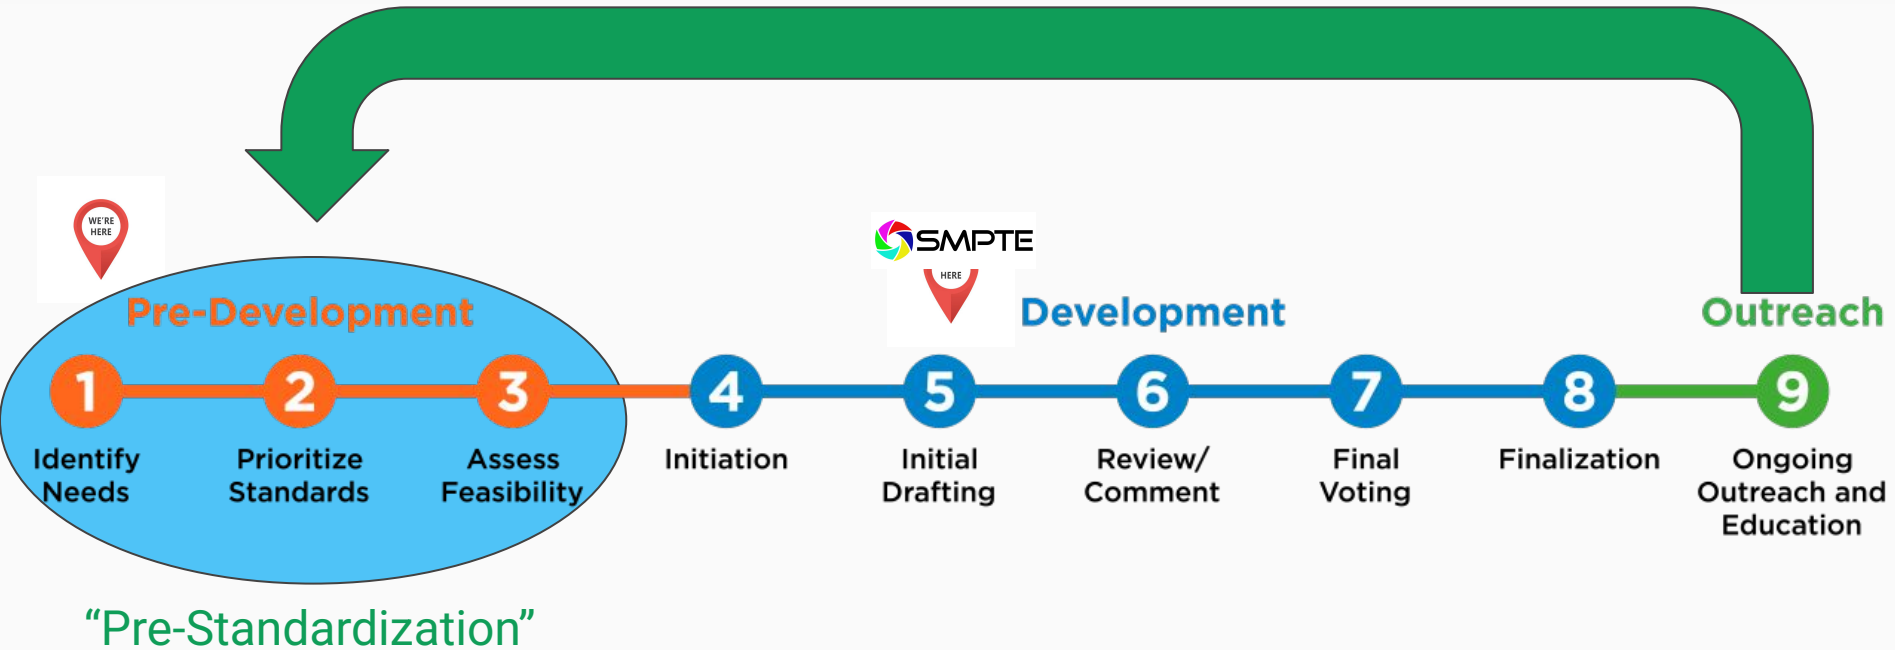 WE'RE
HERE
SMPTE
HERE
Pre-Development
Development
Outreach
1
2
3
4
5
6
7
8
9
Identify
Needs
Prioritize
Standards
Assess
Feasibility
Initiation
Initial
Drafting
Review/
Comment
Final
Voting
Finalization
Ongoing
Outreach and
Education
“Pre-Standardization”